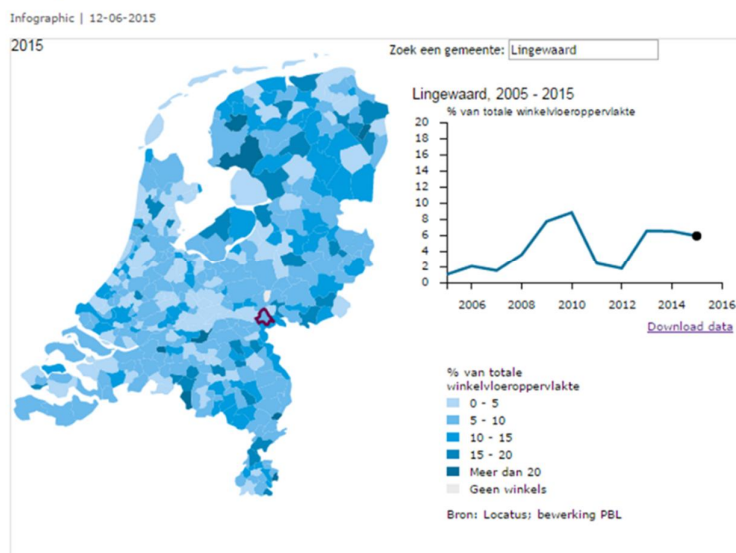 Infographic | 12-06-2015
2015
Zoek een gemeente: Lingewaard
Lingewaard, 2005 - 2015
% van totale winkelvloeroppervlakte
20
18
16
14
12
10
8
6
4
2
0
2006 2008 2010 2012 2014 2016
Download data
% van totale
winkelvloeroppervlakte
0 - 5
5 - 10
10 - 15
15 - 20
Meer dan 20
Geen winkels
Bron: Locatus; bewerking PBL